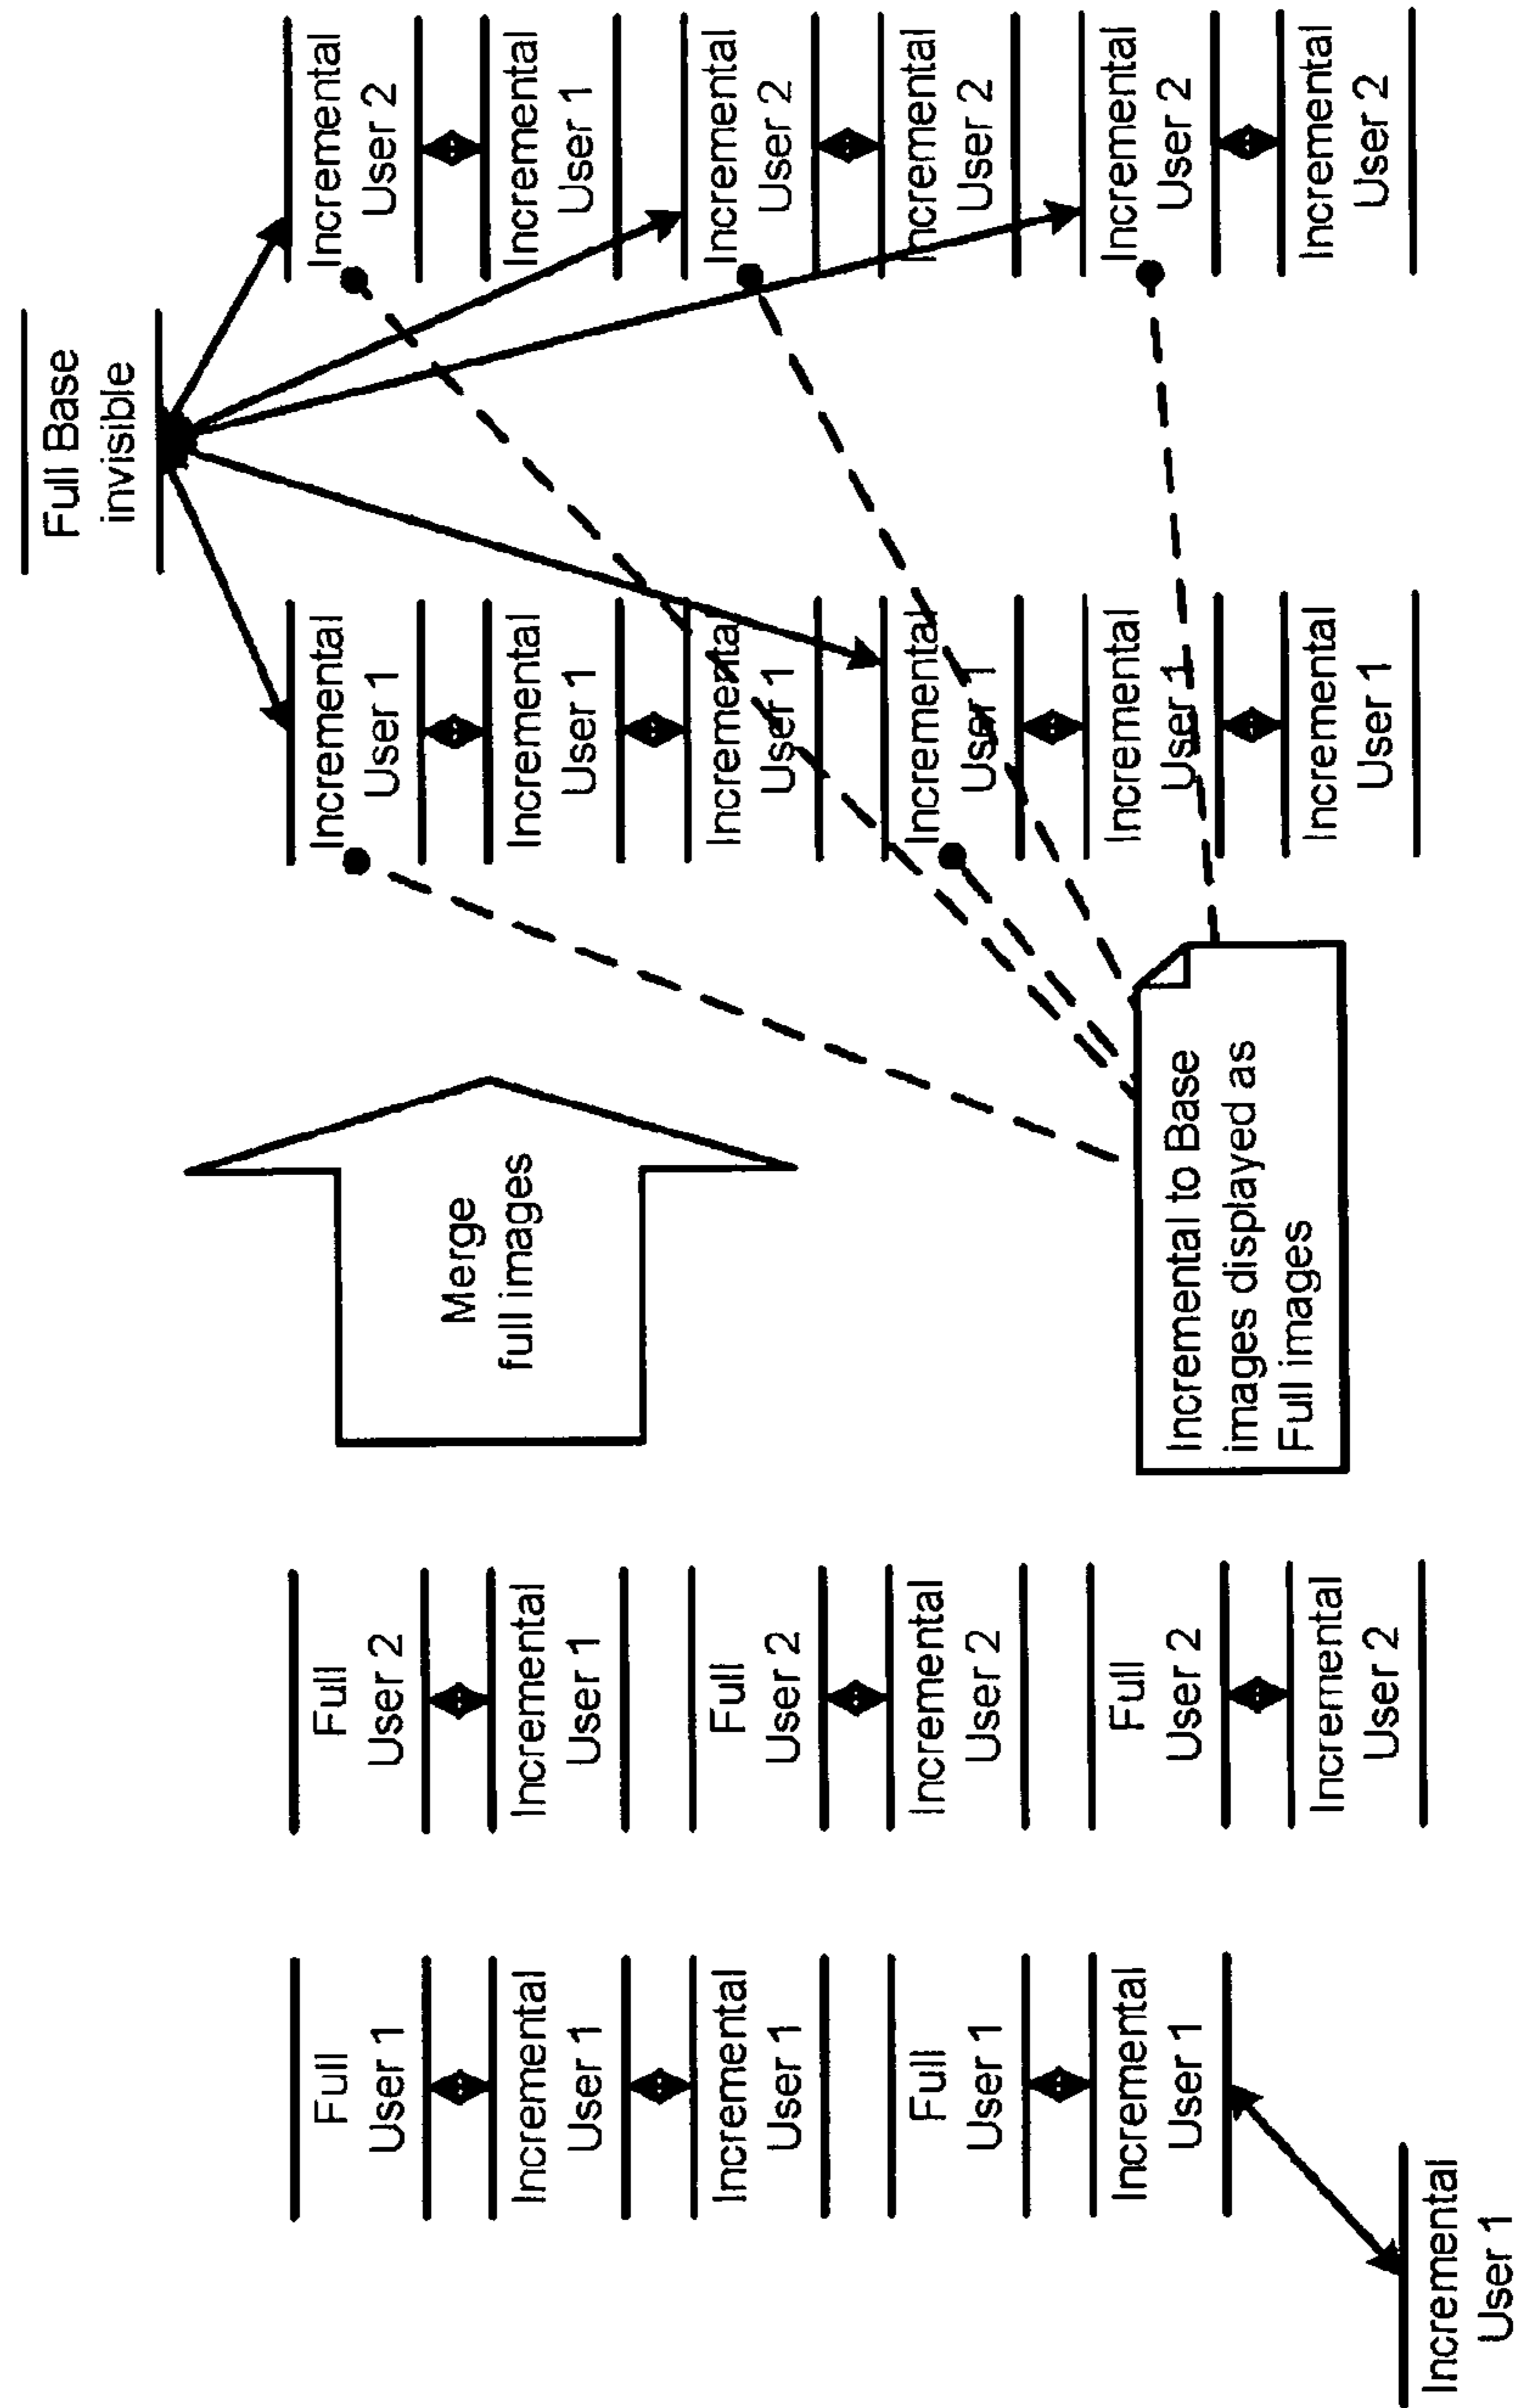 Full
User 1
Incremental
User 1
Incremental
User 1
Full
User 1
Incremental
User 1
Incremental
User 1
Full
User 2
Incremental
User 1
Full
User 2
Incremental
User 2
Full
User 2
Incremental
User 2
Merge
full images
Incremental to Base
images displayed as
Full images
Full Base
invisible
Incremental
User 1
Incremental
User 1
Incremental
User 1
Incremental
User 1
Incremental
User 1
Incremental
User 1
Incremental
User 2
Incremental
User 1
Incremental
User 2
Incremental
User 2
Incremental
User 2
Incremental
User 2